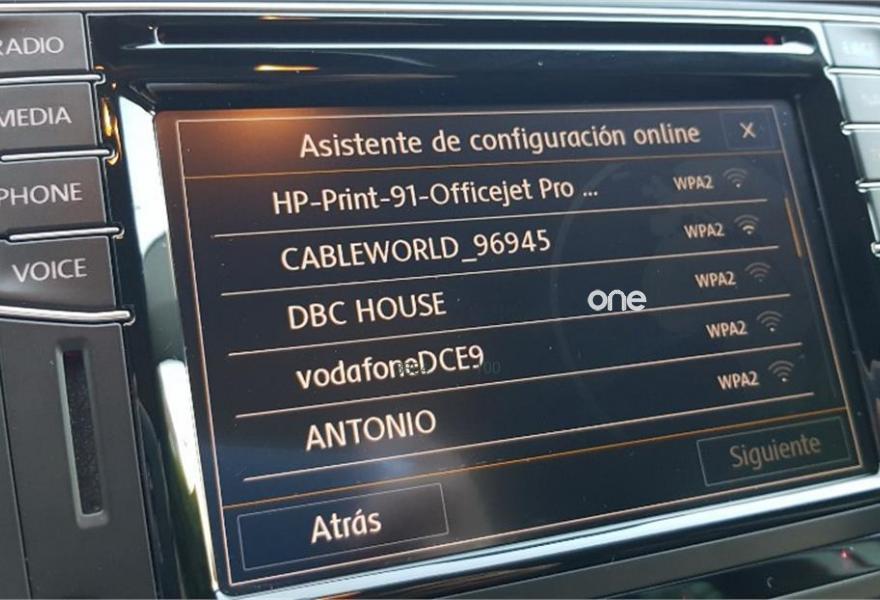 RADIO
MEDIA
PHONE
VOICE
Asistente de configuración online X
HP-Print-91-Officejet Pro ... WPA2
CABLEWORLD_96945 WPA2
DBC HOUSE WPA2
one
vodafoneDCE9 WPA2
ANTONIO WPA2
Atrás
Siguiente